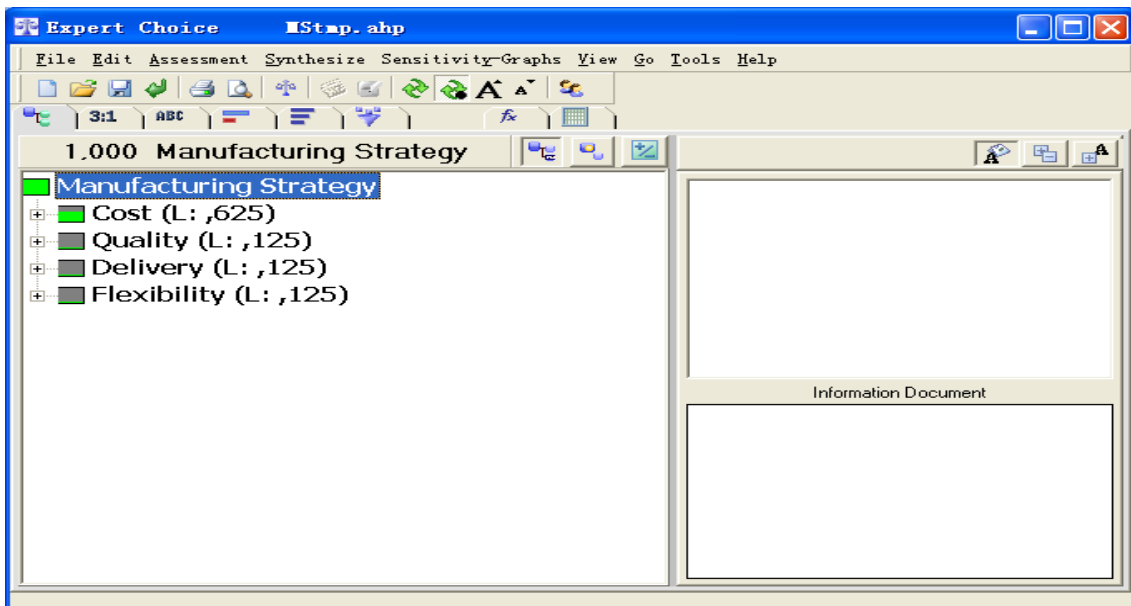 Expert Choice MStmp.ahp
File Edit Assessment Synthesize Sensitivity-Graphs View Go Tools Help
A A
3:1 ABC fx
1,000 Manufacturing Strategy
A A
Manufacturing Strategy
Cost (L: ,625)
Quality (L: ,125)
Delivery (L: ,125)
Flexibility (L: ,125)
Information Document